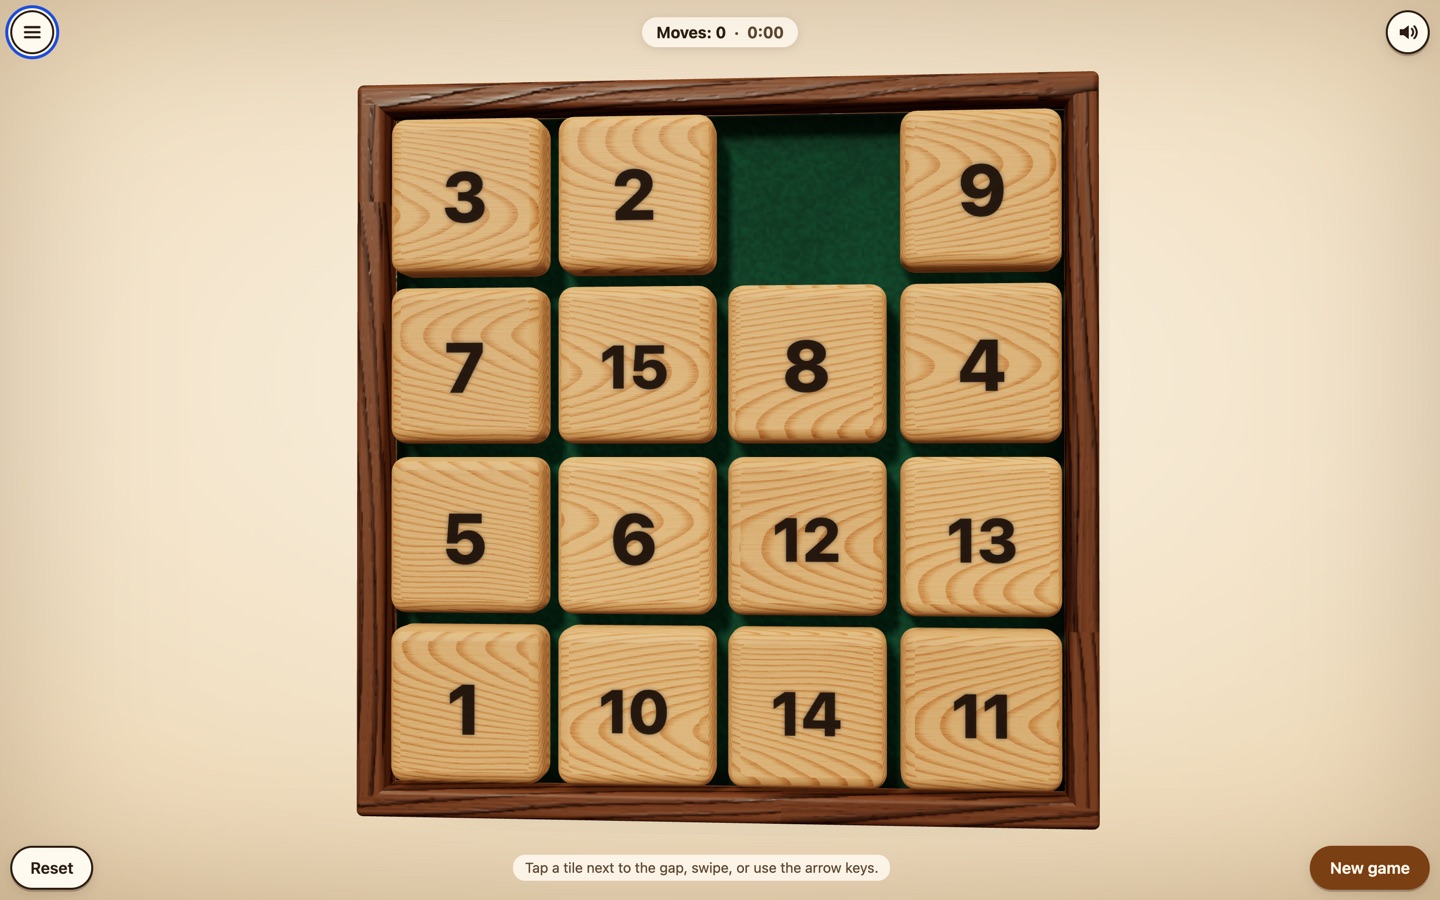 Moves: 0 · 0:00
3 2 9
7 15 8 4
5 6 12 13
1 10 14 11
Reset
Tap a tile next to the gap, swipe, or use the arrow keys.
New game